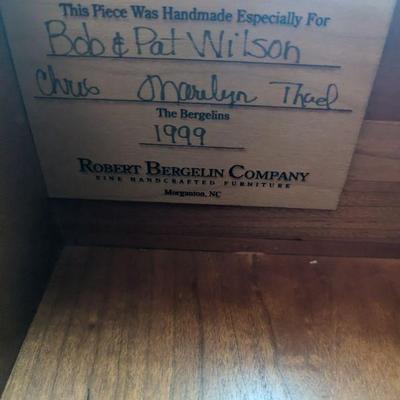 This Piece Was Handmade Especially For
Bob & Pat Wilson
Chris Marilyn Thad
The Bergelins
1999
ROBERT BERGELIN COMPANY
FINE HANDCRAFTED FURNITURE
Morganton, NC